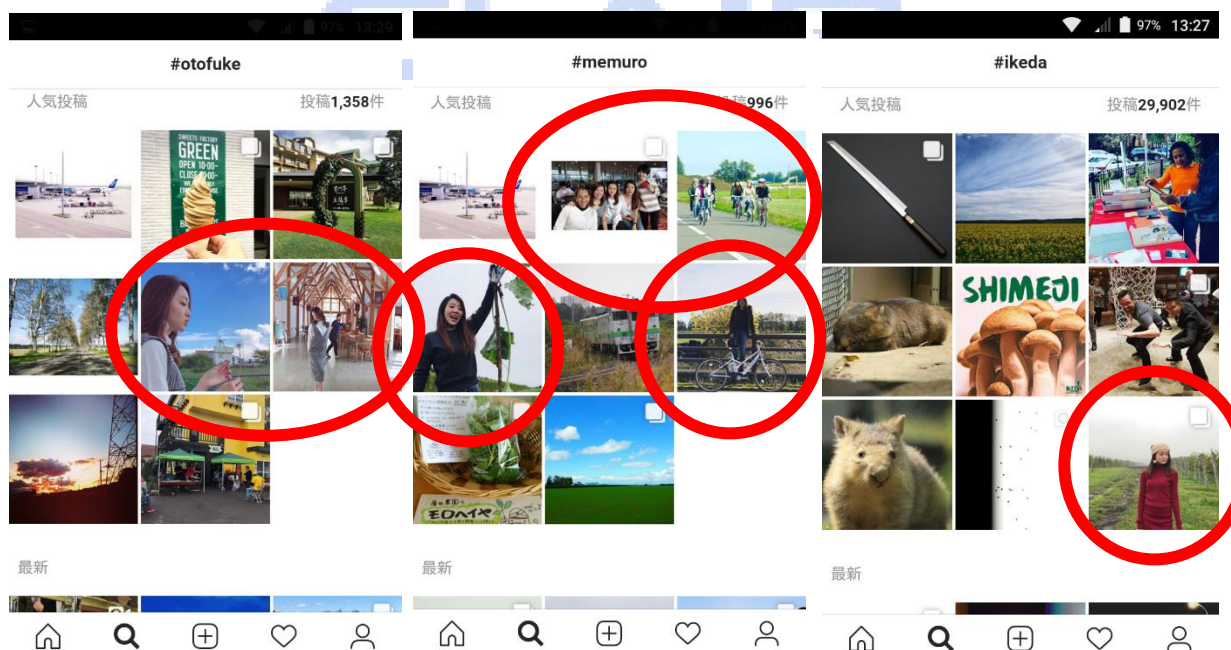 97% 13:29
#otofuke
人気投稿
投稿1,358件
SWEETS FACTORY
GREEN
OPEN 10:00-
最新
#memuro
人気投稿
投稿996件
モロヘイヤ
最新
97% 13:27
#ikeda
人気投稿
投稿29,902件
SHIMEJI
最新